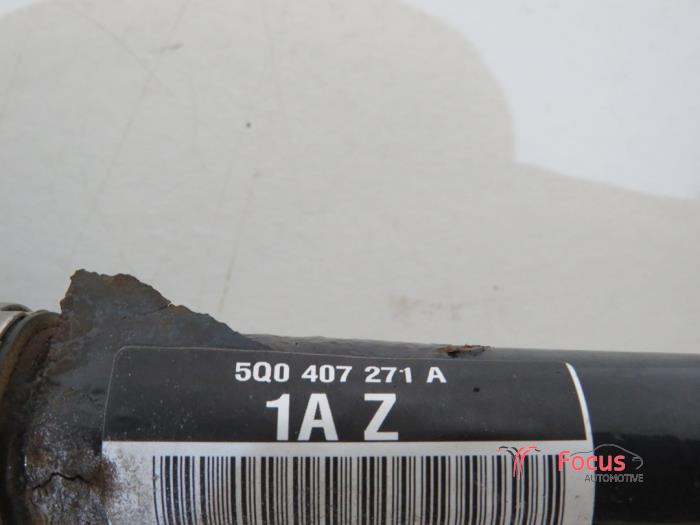 5Q0 407 271 A
1A Z
Focus
AUTOMOTIVE